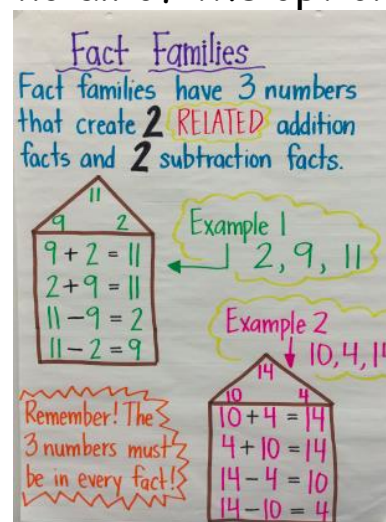 Fact Families
Fact families have 3 numbers
that create 2 RELATED addition
facts and 2 subtraction facts.
11
9 2
9 + 2 = 11
2 + 9 = 11
11 - 9 = 2
11 - 2 = 9
Example 1
2, 9, 11
Example 2
10, 4, 14
14
10 4
10 + 4 = 14
4 + 10 = 14
14 - 4 = 10
14 - 10 = 4
Remember! The
3 numbers must
be in every fact!